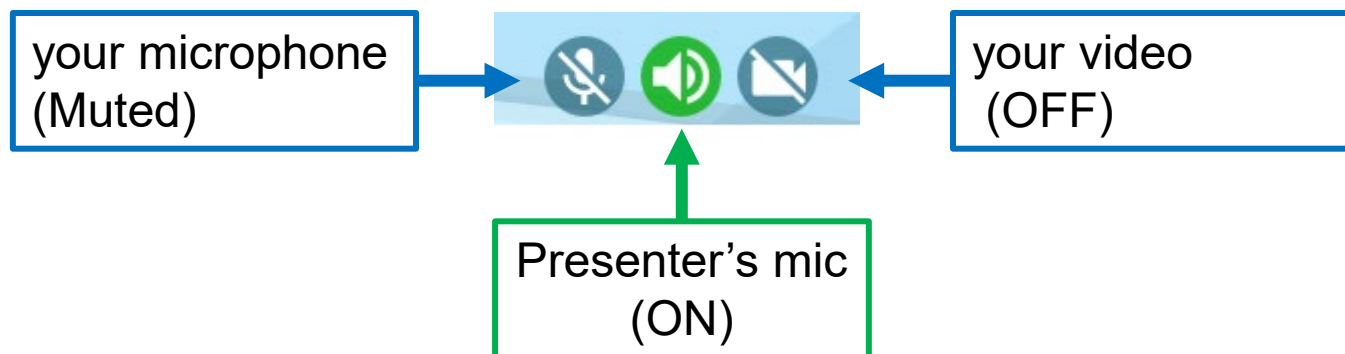 your microphone
(Muted)
your video
(OFF)
Presenter’s mic
(ON)